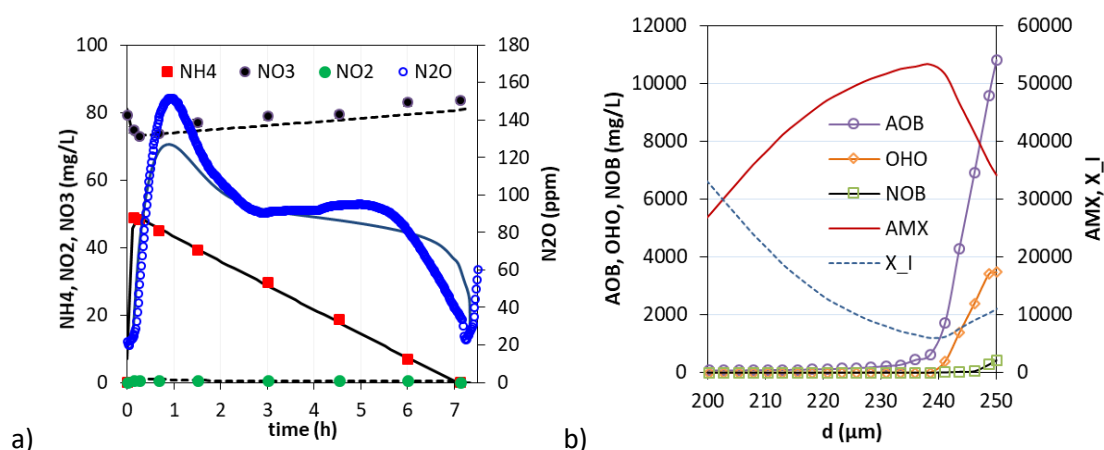 100
80
60
40
20
0
NH4, NO2, NO3 (mg/L)
NH4 NO3 NO2 N2O
180
160
140
120
100
80
60
40
20
0
N2O (ppm)
0 1 2 3 4 5 6 7
time (h)
a)
12000
10000
8000
6000
4000
2000
0
AOB, OHO, NOB (mg/L)
AOB
OHO
NOB
AMX
X_I
60000
50000
40000
30000
20000
10000
0
AMX, X_I
200 210 220 230 240 250
d (µm)
b)